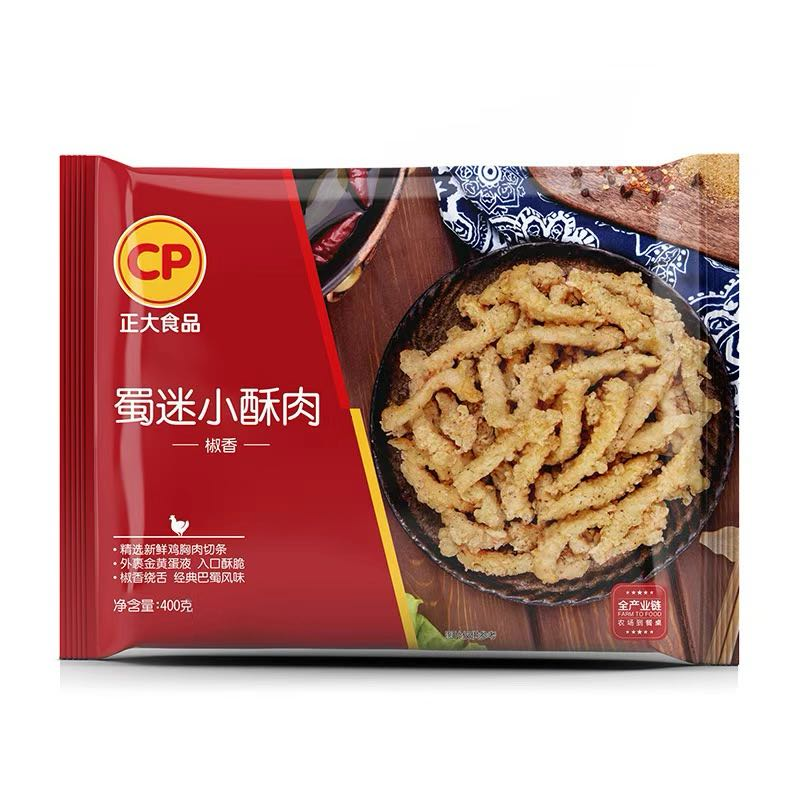 CP
正大食品
蜀迷小酥肉
椒香
·精选新鲜鸡胸肉切条
·外裹金黄蛋液 入口酥脆
·椒香绕舌 经典巴蜀风味
净含量:400克
全产业链
FARM TO FOOD
农场到餐桌